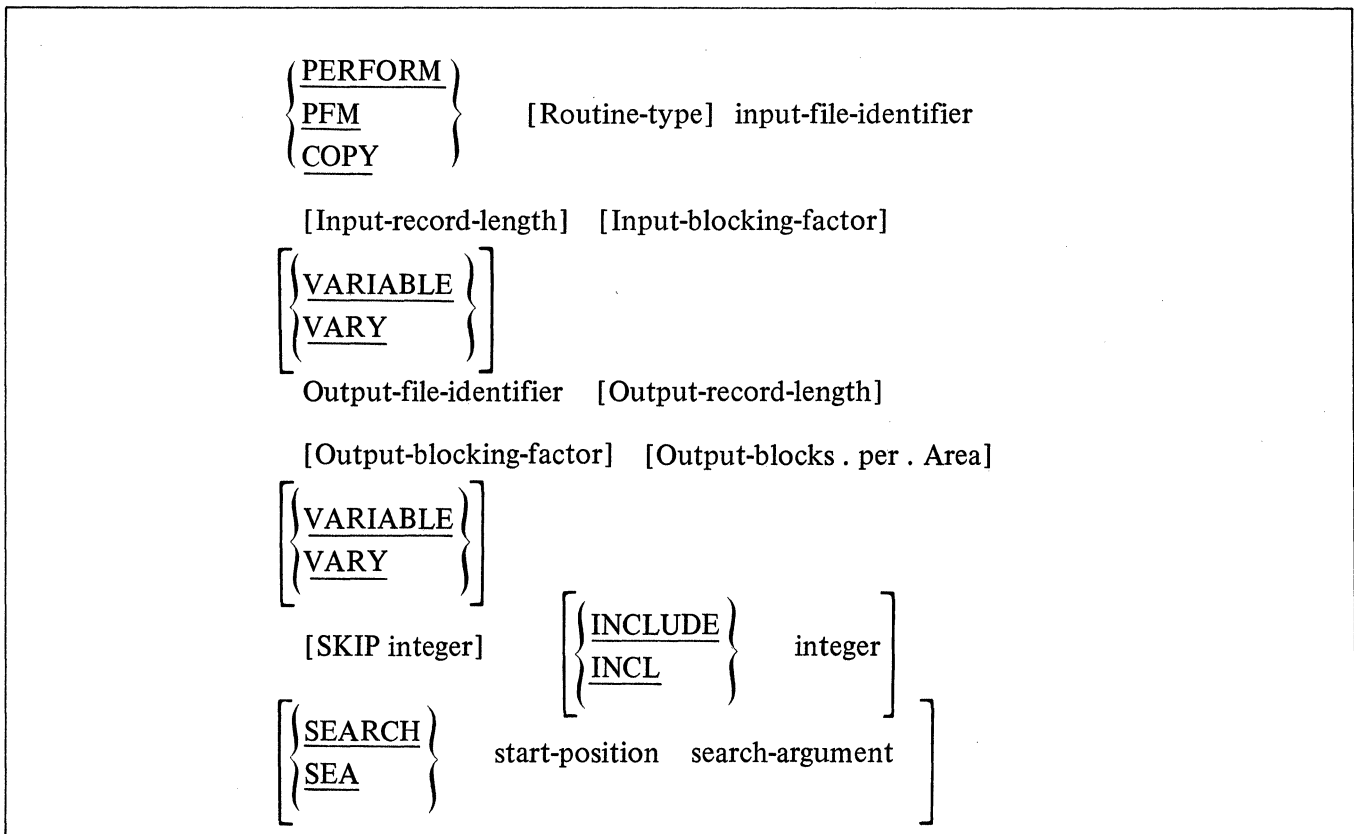 PERFORM
PFM [Routine-type] input-file-identifier
COPY
[Input-record-length] [Input-blocking-factor]
VARIABLE
VARY
Output-file-identifier [Output-record-length]
[Output-blocking-factor] [Output-blocks . per . Area]
VARIABLE
VARY
[SKIP integer] INCLUDE integer
INCL
SEARCH start-position search-argument
SEA